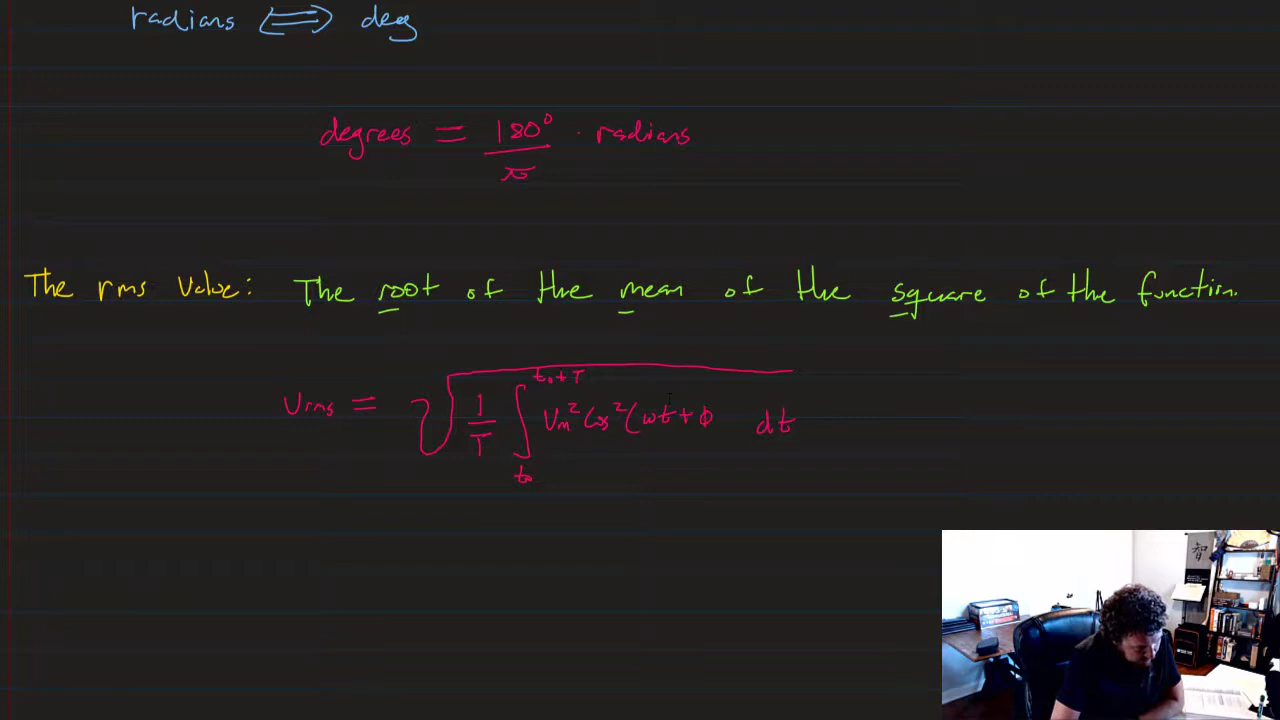 radians ⟺ deg
degrees = 180° / π · radians
The rms Value: The root of the mean of the square of the function.
Vrms = √ 1/T ∫ t₀ t₀+T Vm² Cos² (ωt + ϕ dt
智